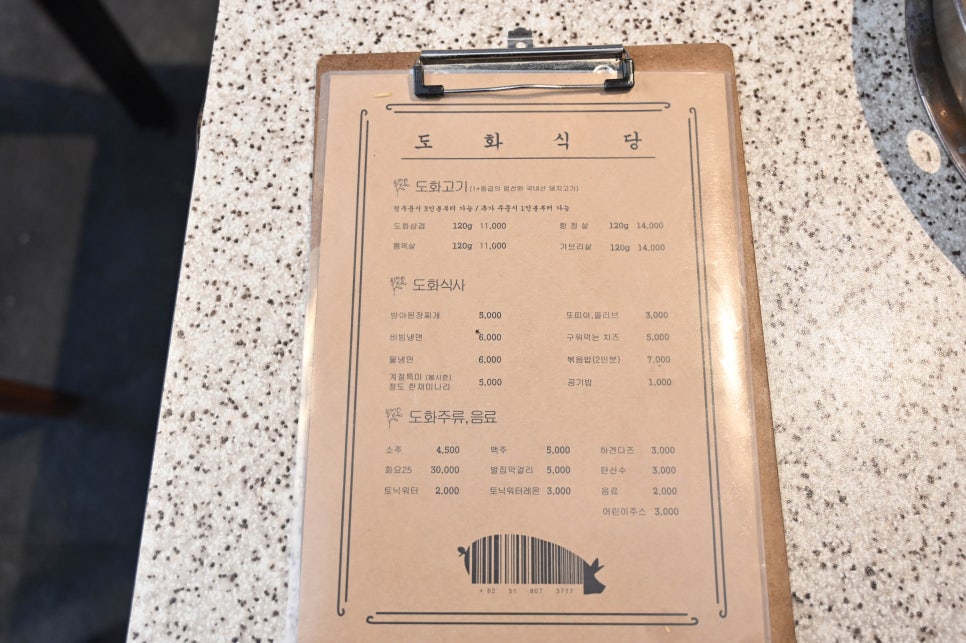 도 화 식 당
도화고기 (1+등급의 엄선된 국내산 돼지고기)
첫주문시 3인분부터 가능 / 추가 주문시 1인분부터 가능
도화삼겹 120g 11,000 항정살 120g 14,000
통목살 120g 11,000 가브리살 120g 14,000
도화식사
방아된장찌개 5,000 또띠아,올리브 3,000
비빔냉면 6,000 구워먹는 치즈 5,000
물냉면 6,000 볶음밥(2인분) 7,000
계절특미 (봄시즌)
청도 한재미나리 5,000 공기밥 1,000
도화주류,음료
소주 4,500 맥주 5,000 하겐다즈 3,000
화요25 30,000 벌집막걸리 5,000 탄산수 3,000
토닉워터 2,000 토닉워터레몬 3,000 음료 2,000
어린이주스 3,000
+ 82 51 807 3777